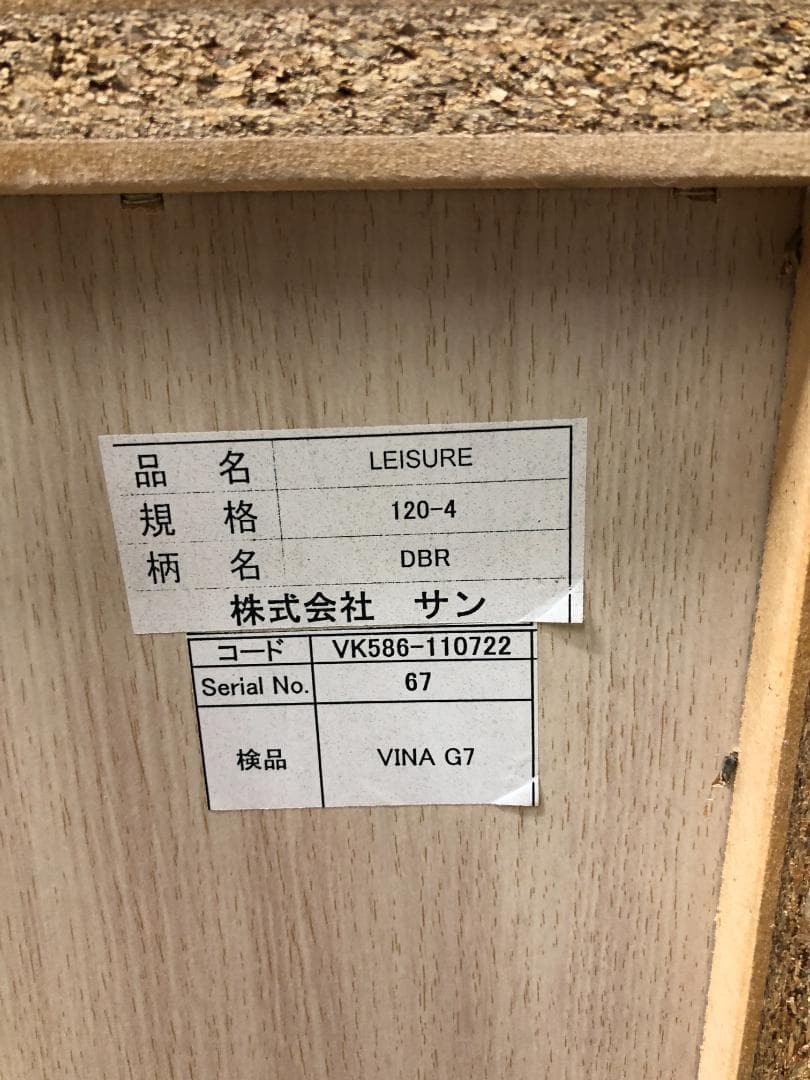 品 名 LEISURE
規 格 120-4
柄 名 DBR
株式会社 サン
コード VK586-110722
Serial No. 67
検品 VINA G7